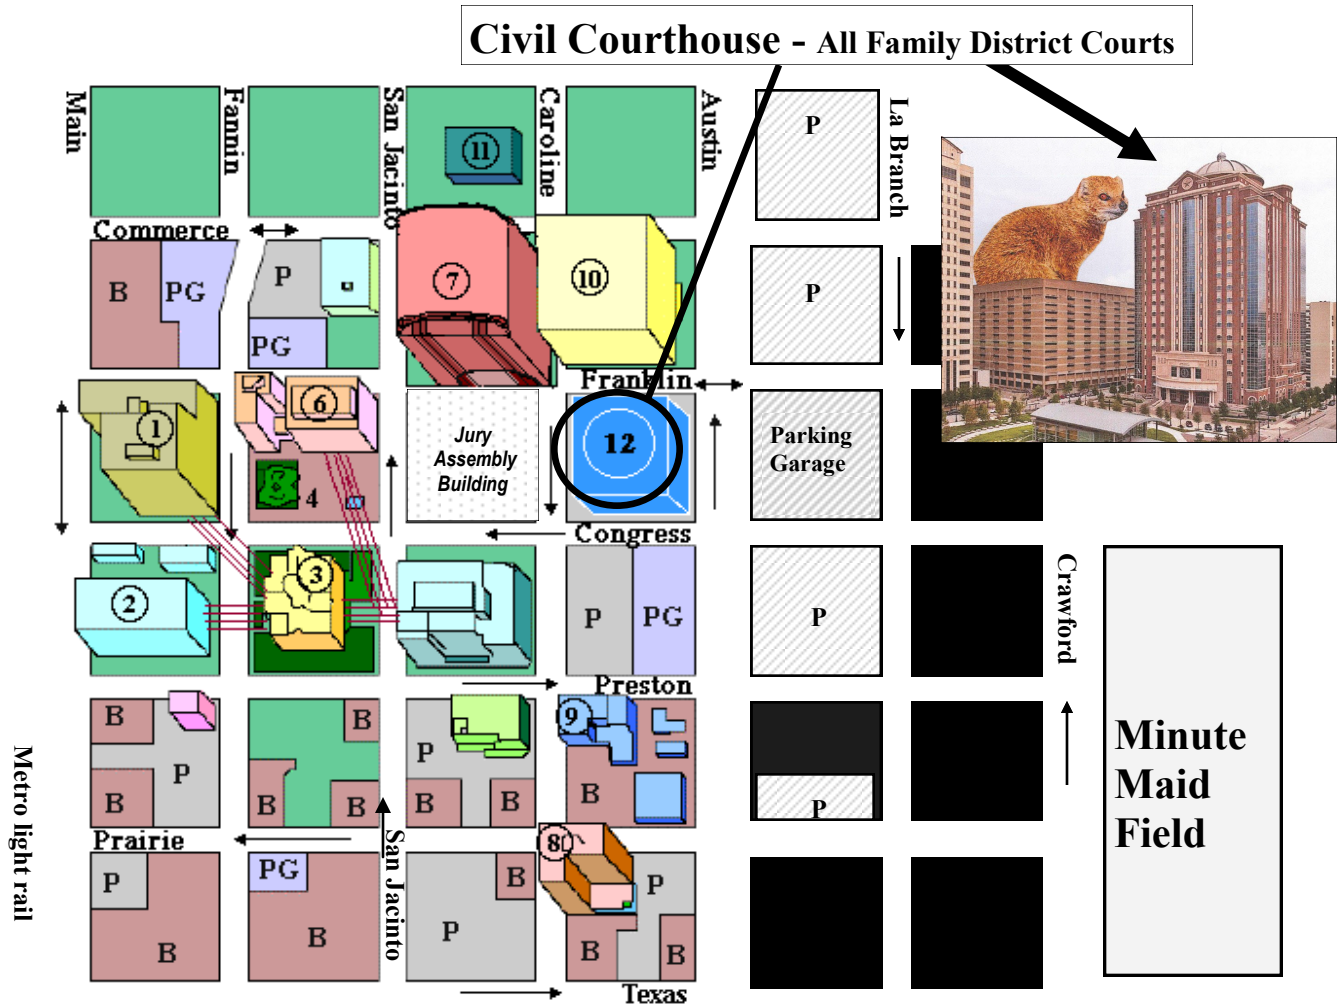 Civil Courthouse - All Family District Courts
Main
Fannin
San Jacinto
Caroline
Austin
La Branch
P
11
Commerce
B
PG
P
PG
7
10
P
Franklin
1
6
4
Jury
Assembly
Building
12
Parking
Garage
Congress
2
3
P
PG
P
Crawford
Preston
B
P
B
B
B
B
P
B
B
9
B
P
Minute
Maid
Field
Metro light rail
Prairie
San Jacinto
P
B
PG
B
B
P
8
P
B
B
Texas